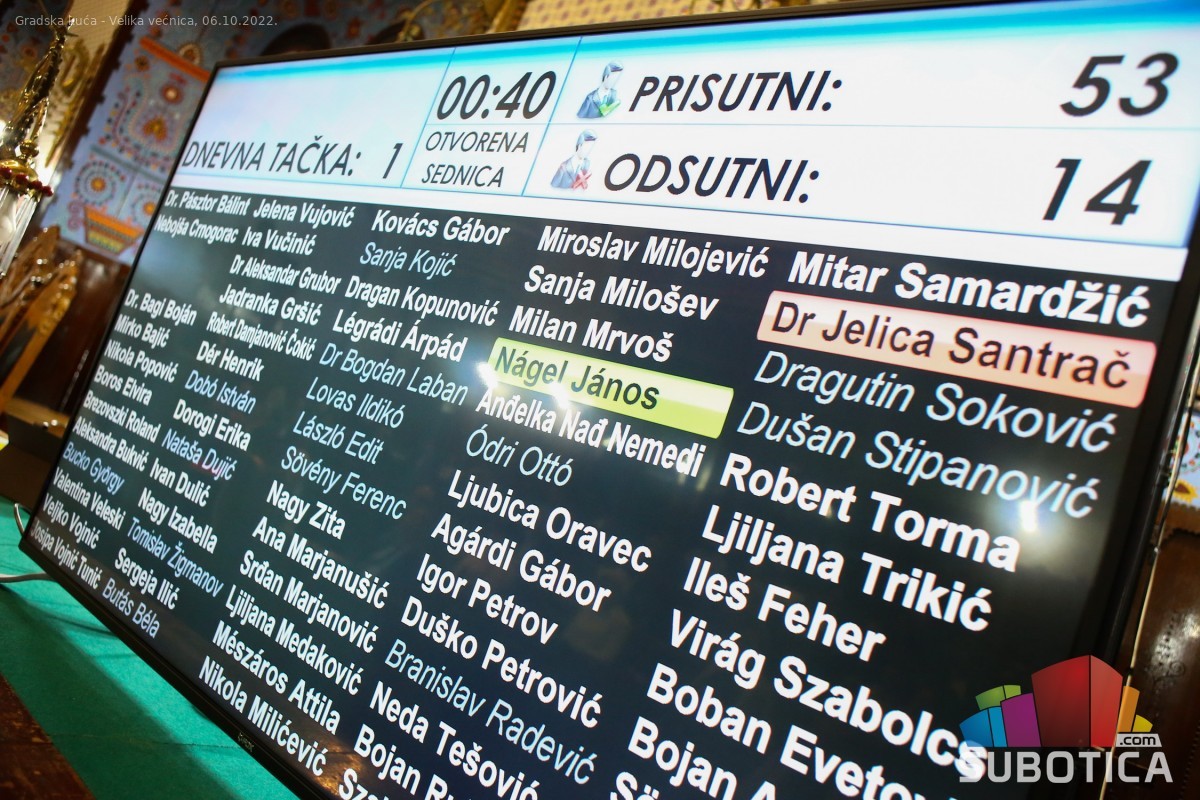 Gradska kuća - Velika većnica, 06.10.2022.
DNEVNA TAČKA: 1
00:40
OTVORENA
SEDNICA
PRISUTNI: 53
ODSUTNI: 14
Dr. Pásztor Bálint
Nebojša Crnogorac
Dr. Bagi Boján
Mirko Bajić
Nikola Popović
Boros Elvira
Brezovszki Roland
Aleksandra Bukvić
Bucko György
Valentina Veleski
Veljko Vojnić
Josipa Vojnić Tunić
Jelena Vujović
Iva Vučinić
Dr Aleksandar Grubor
Jadranka Gršić
Robert Damjanović Čokić
Dér Henrik
Dobó István
Dorogi Erika
Nataša Dujić
Ivan Dulić
Nagy Izabella
Tomislav Žigmanov
Sergeja Ilić
Butás Béla
Kovács Gábor
Sanja Kojić
Dragan Kopunović
Légrádi Árpád
Dr Bogdan Laban
Lovas Ildikó
László Edit
Sövény Ferenc
Nagy Zita
Ana Marjanušić
Srđan Marjanović
Ljiljana Medaković
Mészáros Attila
Nikola Milićević
Miroslav Milojević
Sanja Milošev
Milan Mrvoš
Nágel János
Anđelka Nađ Nemedi
Ódri Ottó
Ljubica Oravec
Agárdi Gábor
Igor Petrov
Duško Petrović
Branislav Radević
Neda Tešović
Bojan
Mitar Samardžić
Dr Jelica Santrač
Dragutin Soković
Dušan Stipanović
Robert Torma
Ljiljana Trikić
Ileš Feher
Virág Szabolcs
Boban
Bojan
SUBOTICA
.com